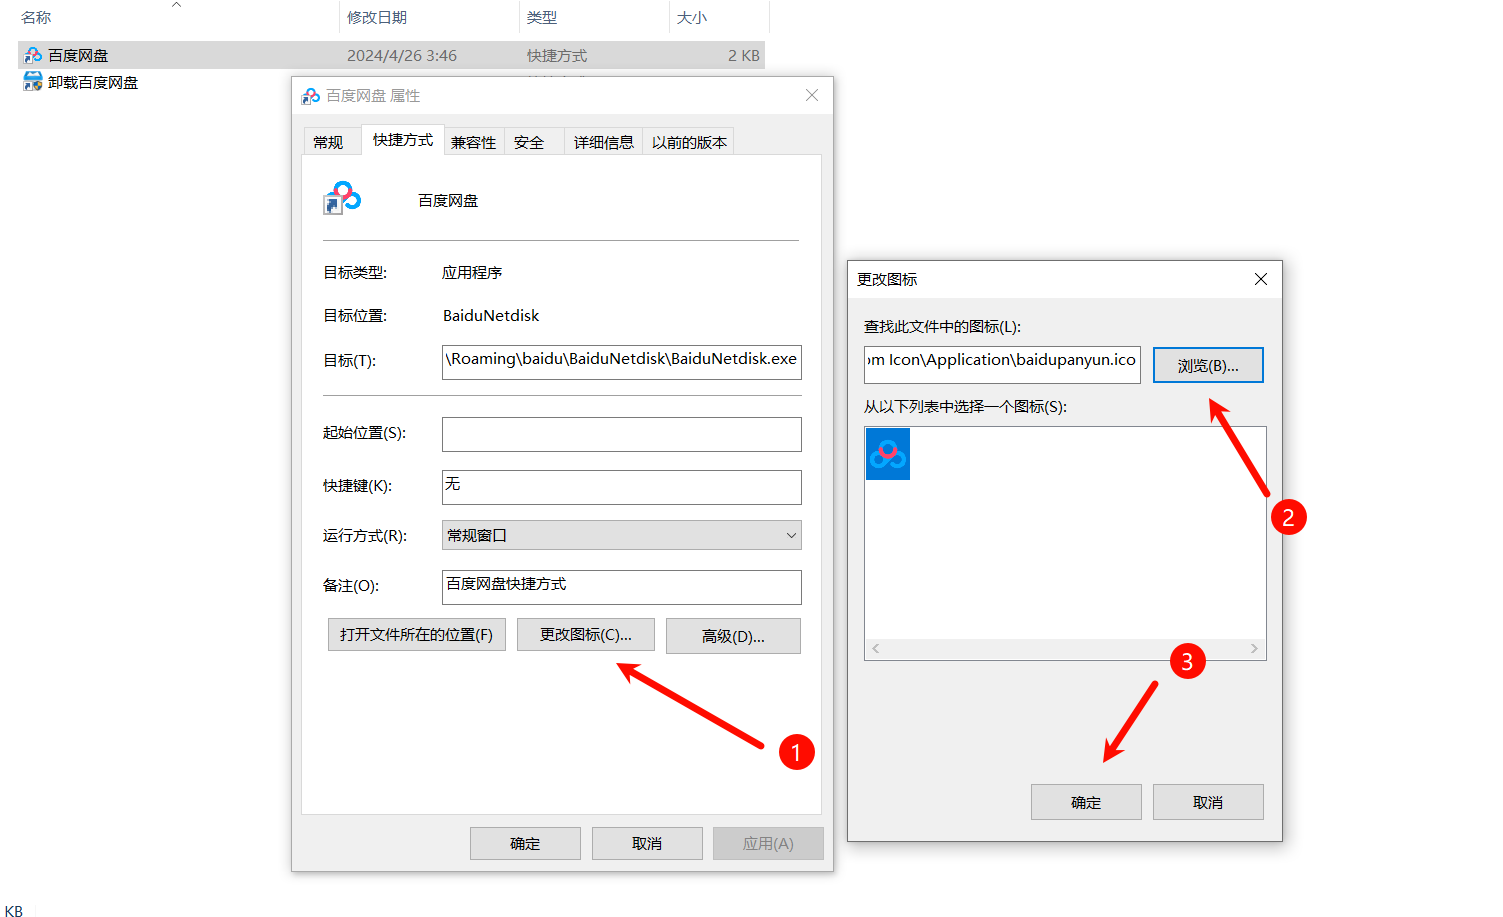 名称 修改日期 类型 大小
百度网盘 2024/4/26 3:46 快捷方式 2 KB
卸载百度网盘
百度网盘 属性
常规 快捷方式 兼容性 安全 详细信息 以前的版本
百度网盘
目标类型: 应用程序
目标位置: BaiduNetdisk
目标(T): \Roaming\baidu\BaiduNetdisk\BaiduNetdisk.exe
起始位置(S):
快捷键(K): 无
运行方式(R): 常规窗口
备注(O): 百度网盘快捷方式
打开文件所在的位置(F) 更改图标(C)... 高级(D)...
1
确定 取消 应用(A)
更改图标
查找此文件中的图标(L):
om Icon\Application\baidupanyun.ico 浏览(B)...
从以下列表中选择一个图标(S):
2
3
确定 取消
KB